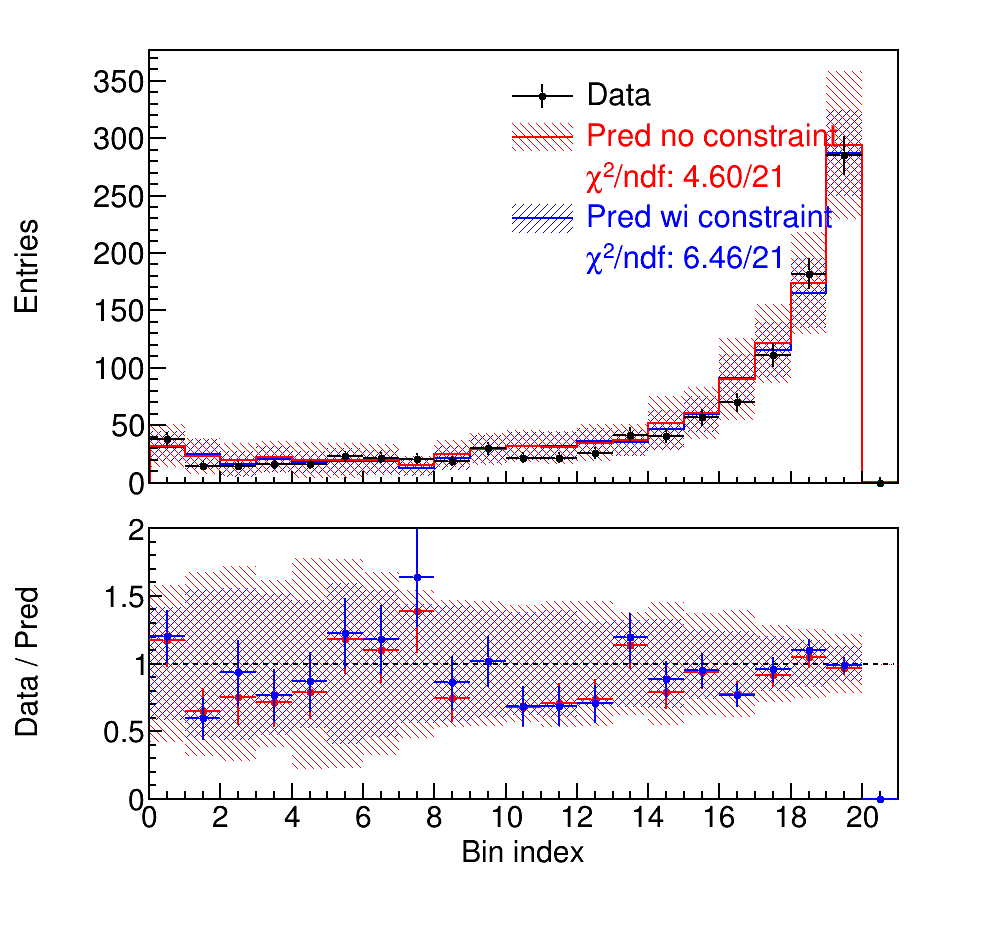 Entries
350
300
250
200
150
100
50
0
Data
Pred no constraint
χ²/ndf: 4.60/21
Pred wi constraint
χ²/ndf: 6.46/21
Data / Pred
2
1.5
1
0.5
0
0 2 4 6 8 10 12 14 16 18 20
Bin index